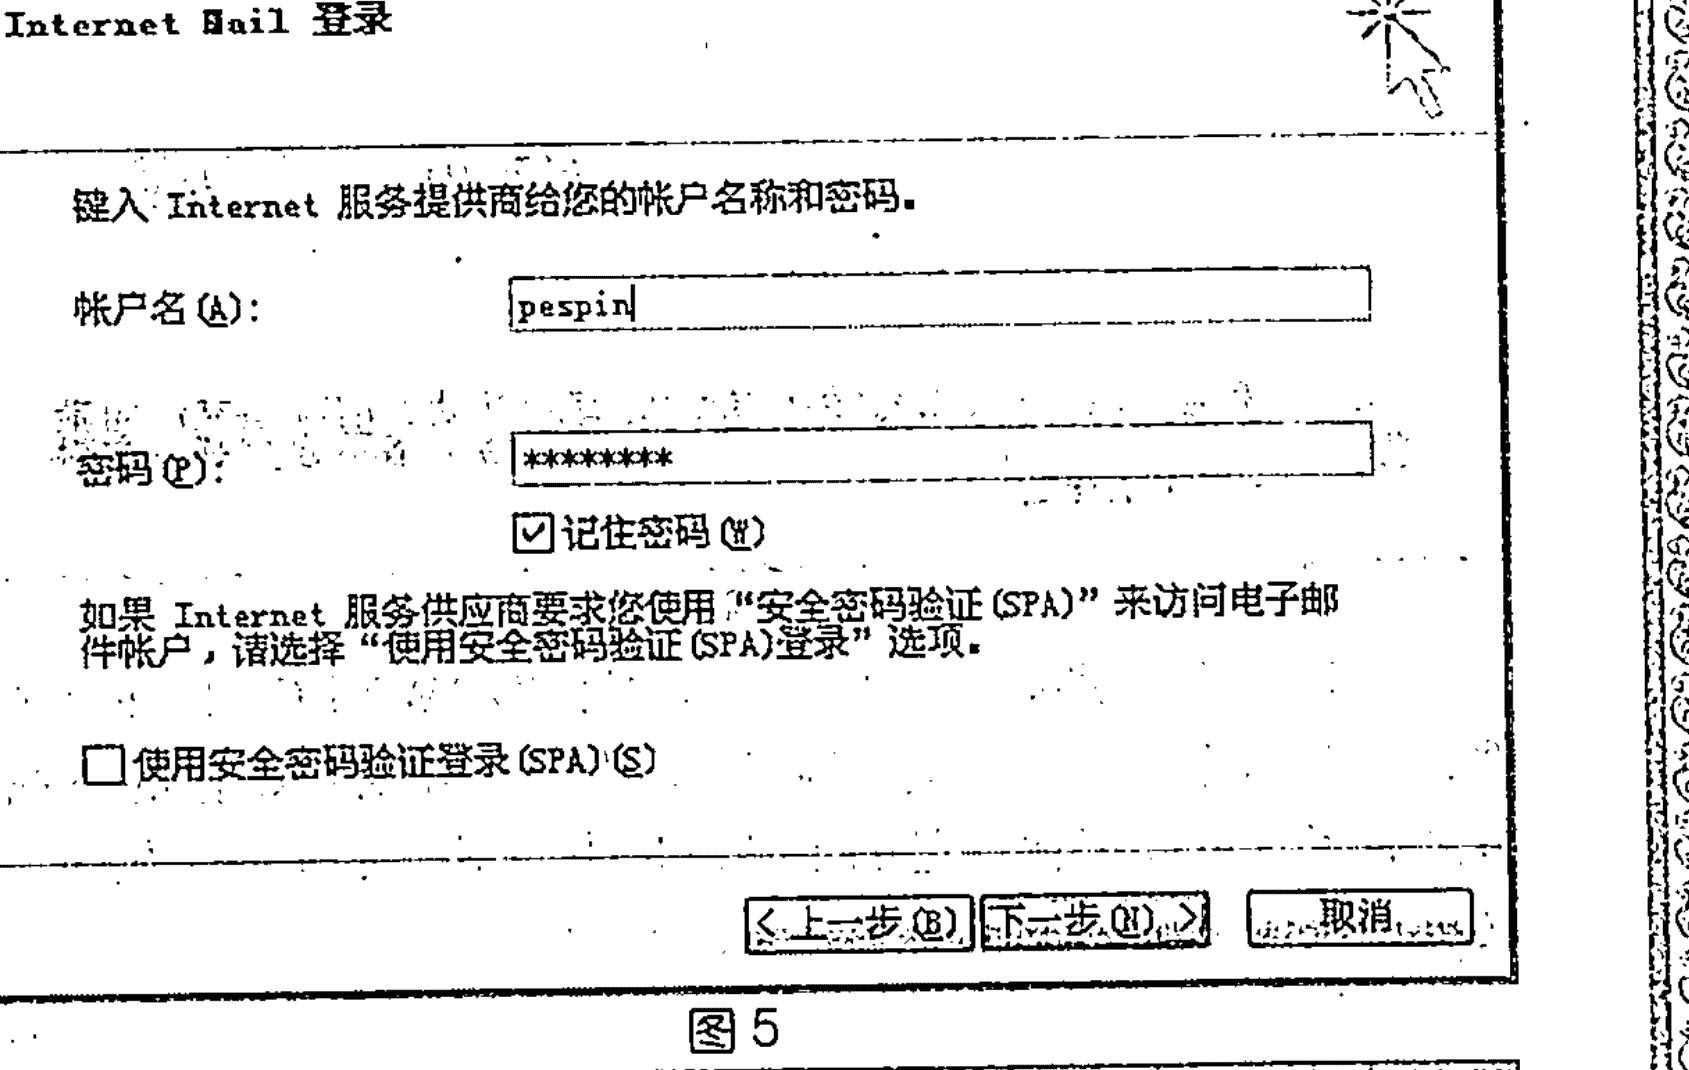 Internet Mail 登录
键入 Internet 服务提供商给您的帐户名称和密码。
帐户名(A):
pespin
密码(P):
********
记住密码(W)
如果 Internet 服务供应商要求您使用“安全密码验证(SPA)”来访问电子邮
件帐户，请选择“使用安全密码验证(SPA)登录”选项。
使用安全密码验证登录(SPA)(S)
< 上一步(B)
下一步(N) >
取消
图 5